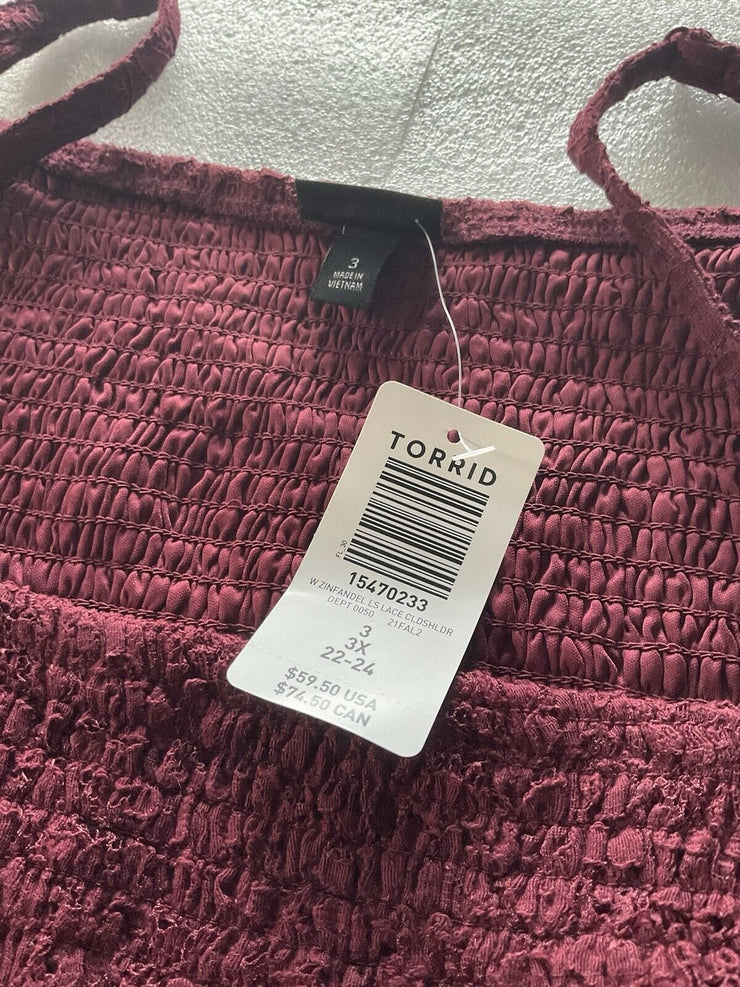 3
MADE IN
VIETNAM
TORRID
FL_30
15470233
W ZINFANDEL LS LACE CLDSHLDR
DEPT 0050 21FAL2
3
3X
22-24
$59.50 USA
$74.50 CAN